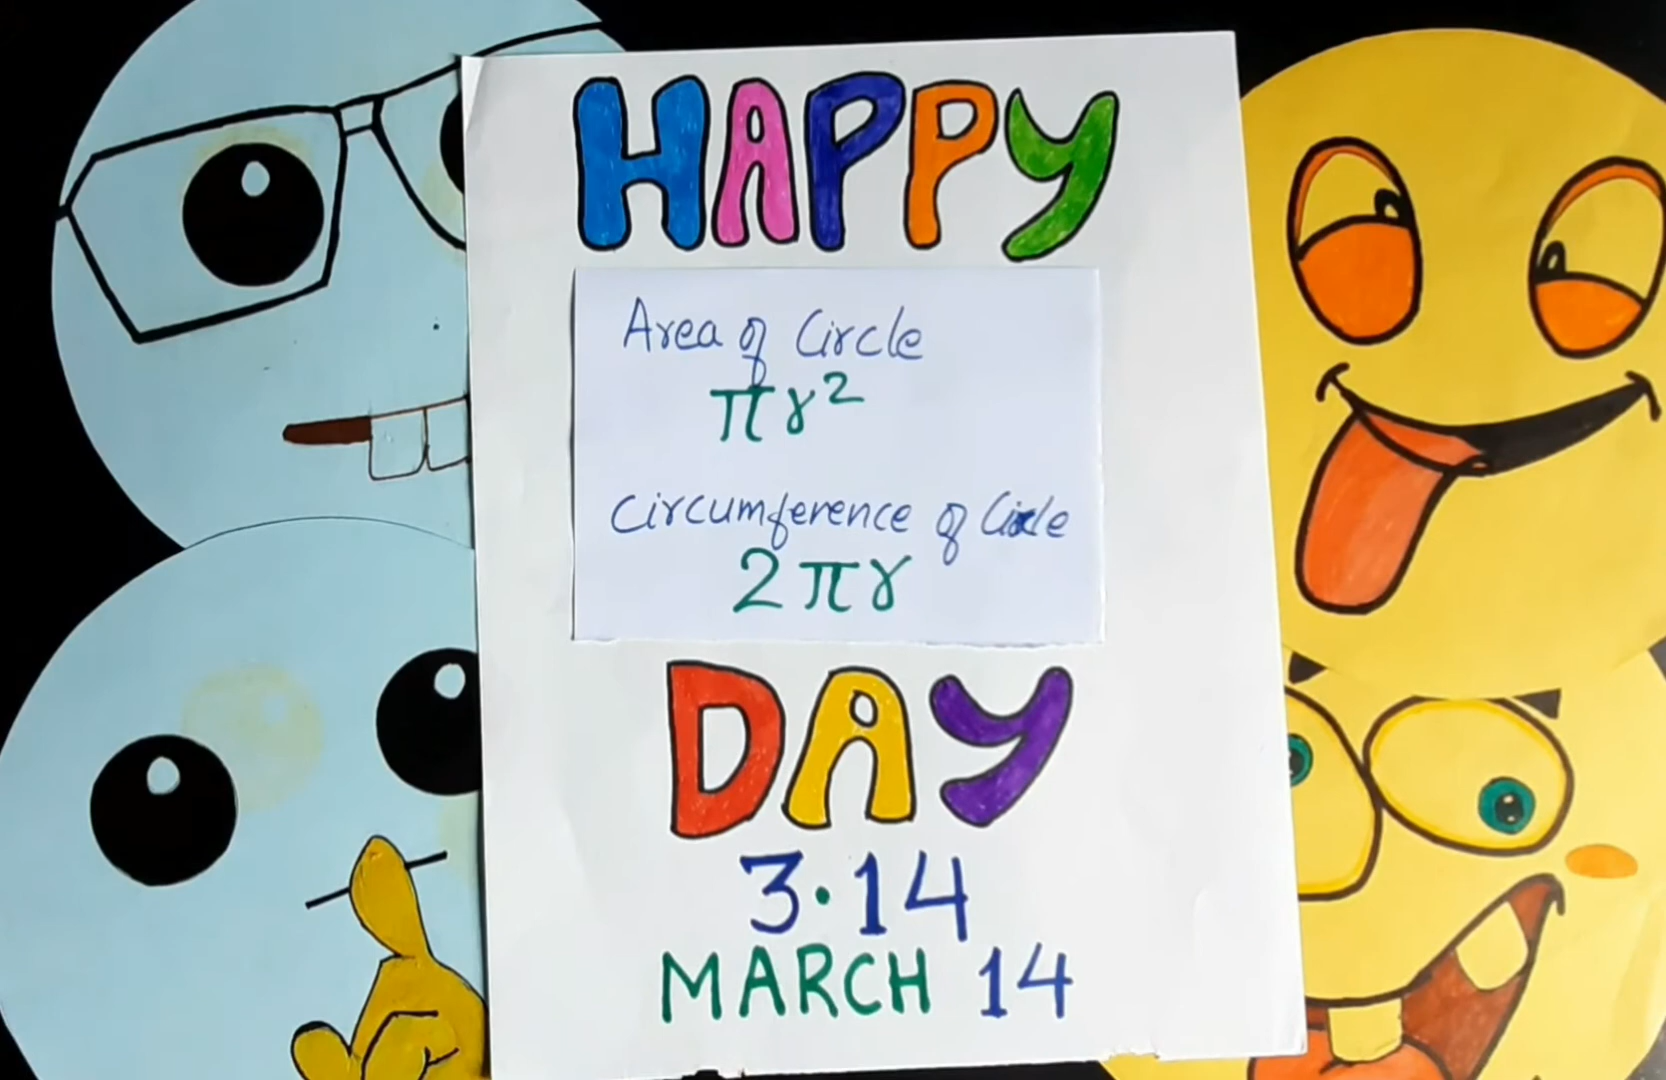 HAPPY
Area of Circle
πr²
Circumference of Circle
2πr
DAY
3·14
MARCH 14